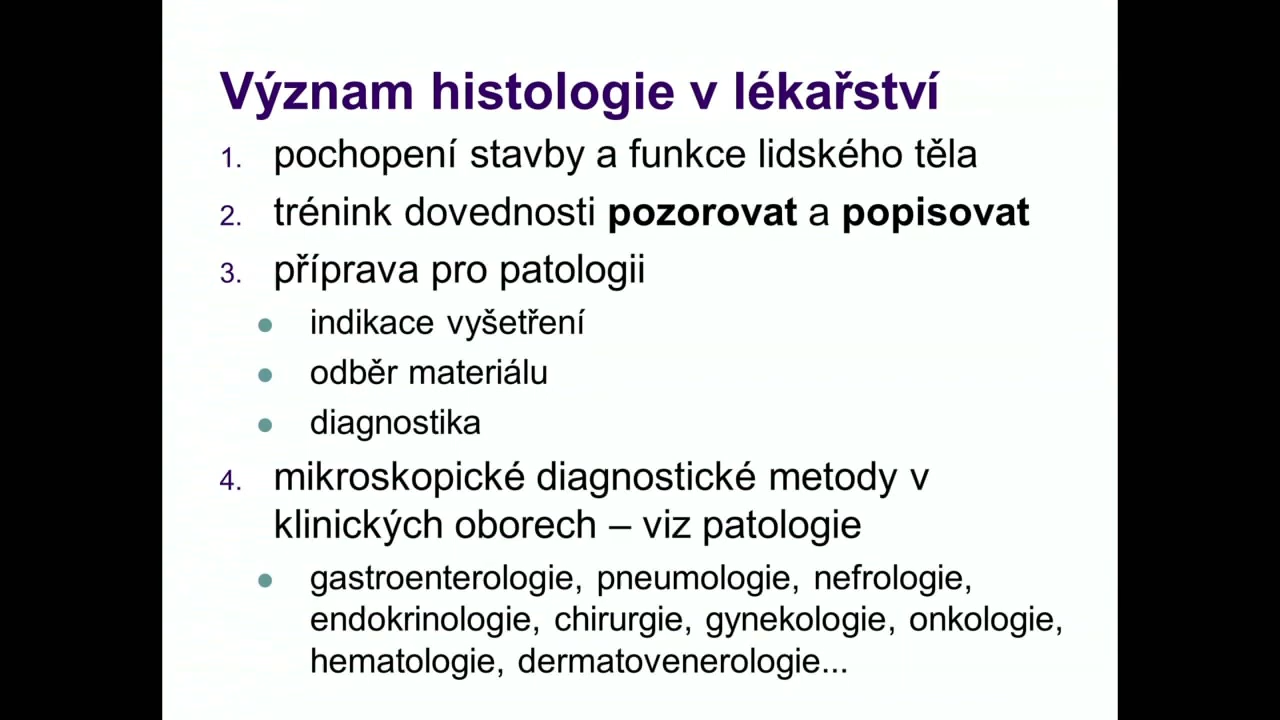 Význam histologie v lékařství
1. pochopení stavby a funkce lidského těla
2. trénink dovednosti pozorovat a popisovat
3. příprava pro patologii
● indikace vyšetření
● odběr materiálu
● diagnostika
4. mikroskopické diagnostické metody v
klinických oborech – viz patologie
● gastroenterologie, pneumologie, nefrologie,
endokrinologie, chirurgie, gynekologie, onkologie,
hematologie, dermatovenerologie...